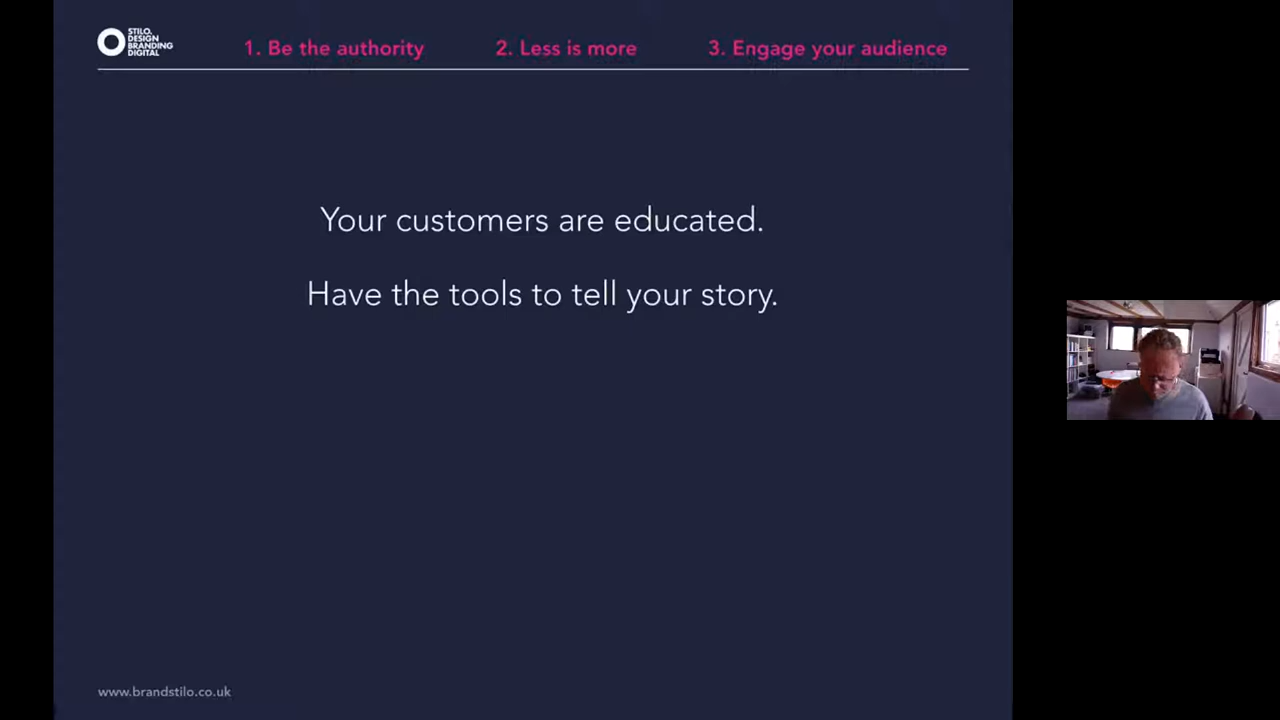 STILO.
DESIGN
BRANDING
DIGITAL
1. Be the authority
2. Less is more
3. Engage your audience
Your customers are educated.
Have the tools to tell your story.
www.brandstilo.co.uk